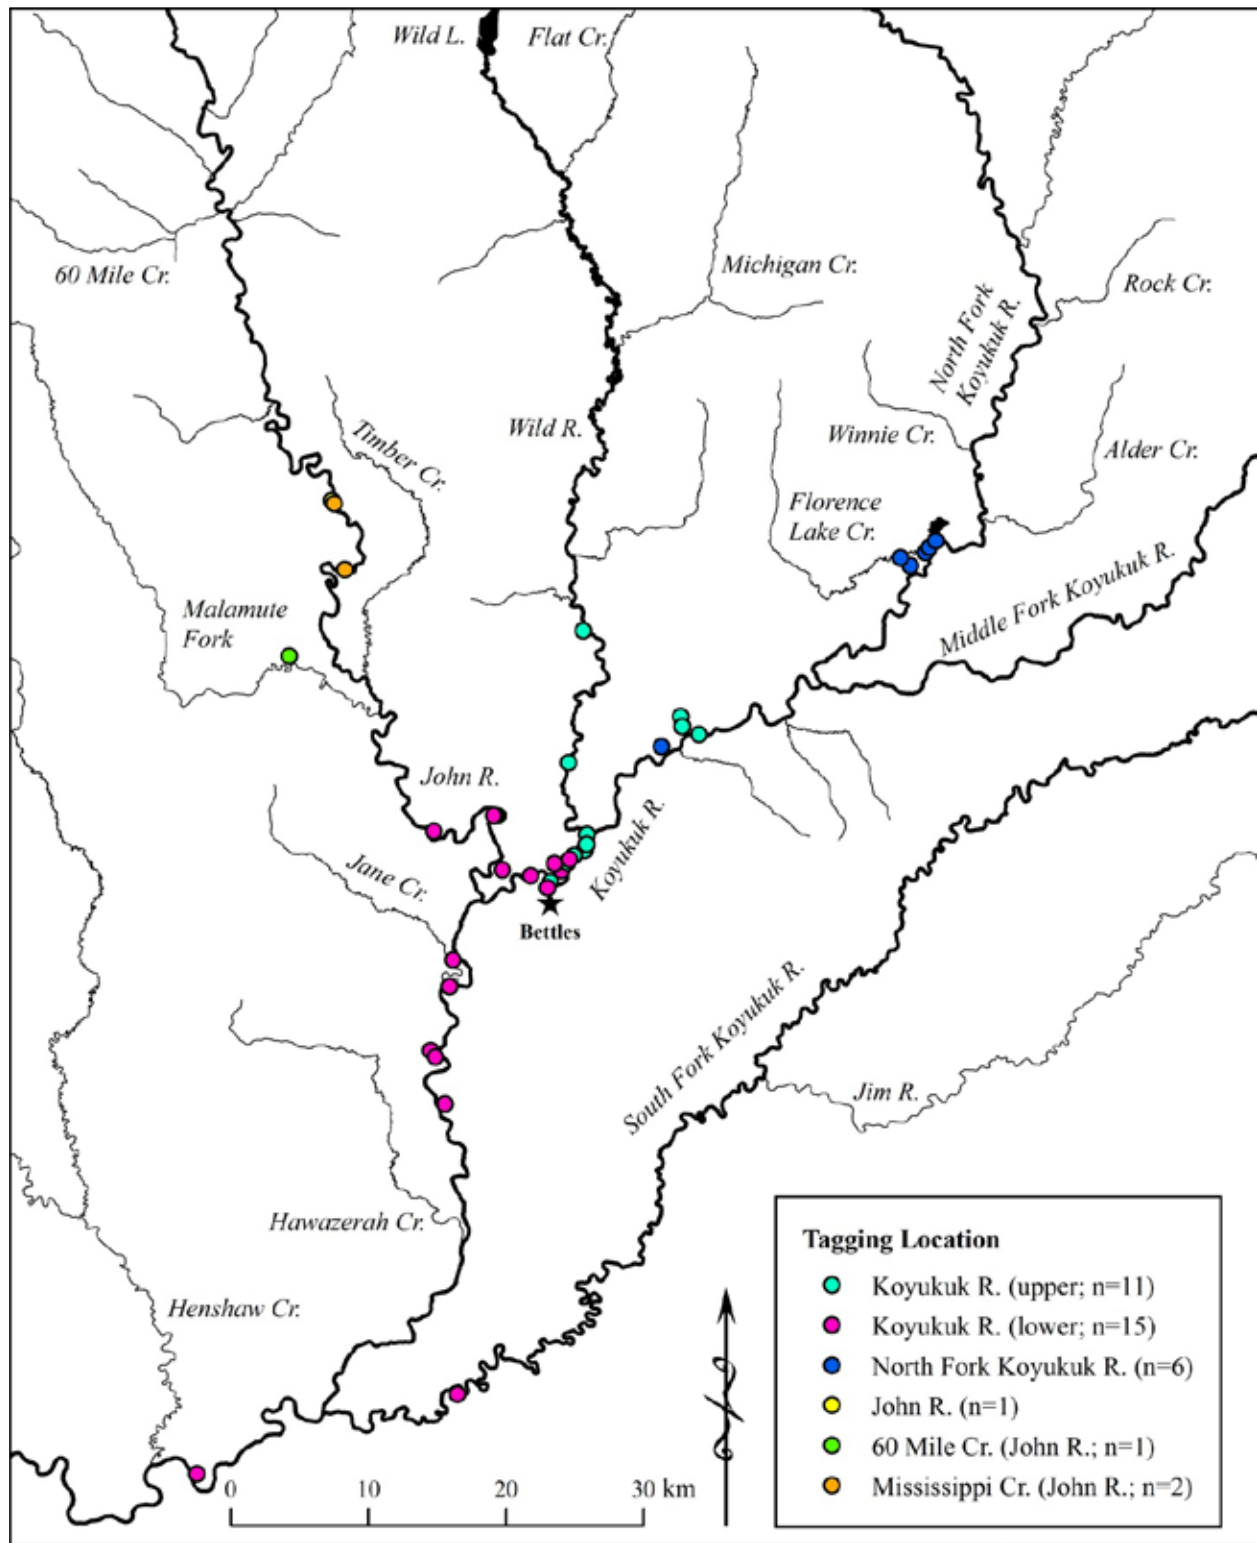 Wild L.
Flat Cr.
60 Mile Cr.
Michigan Cr.
Rock Cr.
North Fork
Koyukuk R.
Timber Cr.
Wild R.
Winnie Cr.
Alder Cr.
Florence
Lake Cr.
Malamute
Fork
Middle Fork Koyukuk R.
John R.
Koyukuk R.
Jane Cr.
Bettles
South Fork Koyukuk R.
Jim R.
Hawazerah Cr.
Henshaw Cr.
Tagging Location
Koyukuk R. (upper; n=11)
Koyukuk R. (lower; n=15)
North Fork Koyukuk R. (n=6)
John R. (n=1)
60 Mile Cr. (John R.; n=1)
Mississippi Cr. (John R.; n=2)
0 10 20 30 km